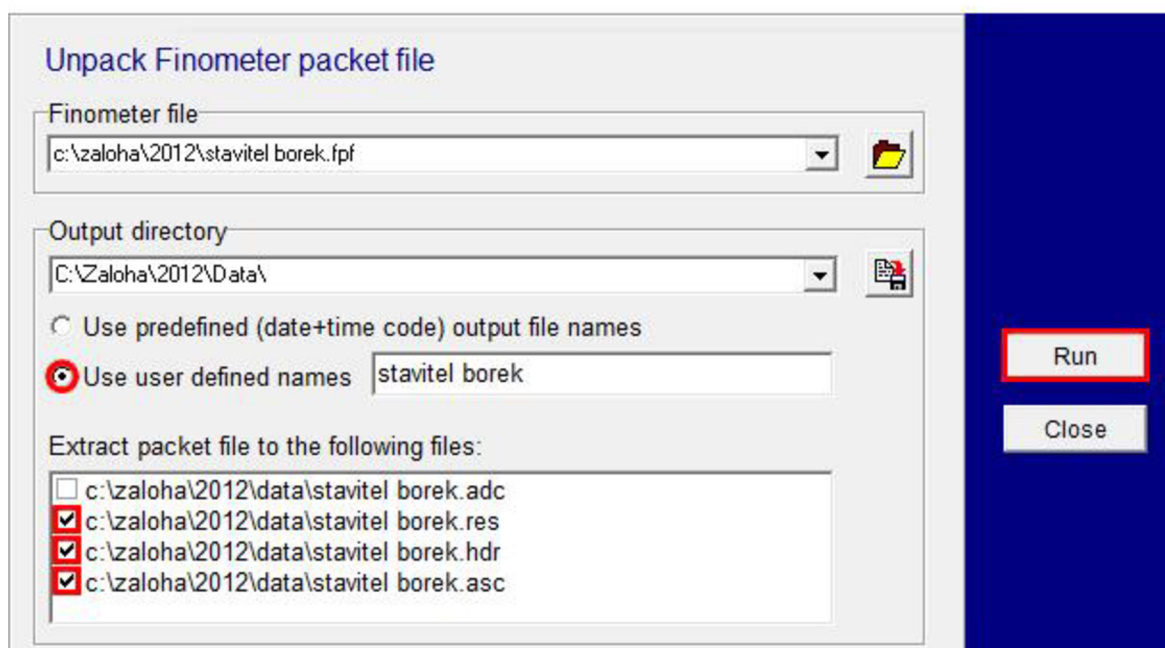 Unpack Finometer packet file
Finometer file
c:\zaloha\2012\stavitel borek.fpf
Output directory
C:\Zaloha\2012\Data\
Use predefined (date+time code) output file names
Use user defined names stavitel borek
Run
Close
Extract packet file to the following files:
c:\zaloha\2012\data\stavitel borek.adc
c:\zaloha\2012\data\stavitel borek.res
c:\zaloha\2012\data\stavitel borek.hdr
c:\zaloha\2012\data\stavitel borek.asc